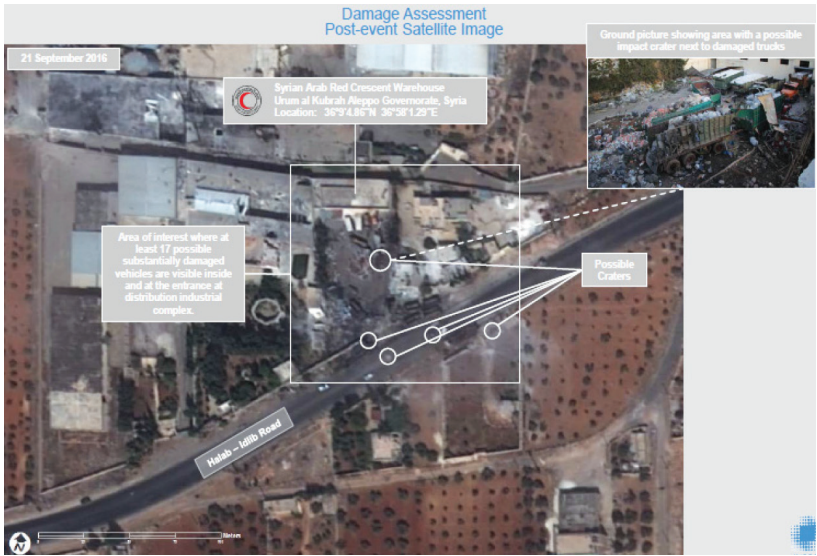 Damage Assessment
Post-event Satellite Image
21 September 2016
Ground picture showing area with a possible
impact crater next to damaged trucks
Syrian Arab Red Crescent Warehouse
Urum al Kubrah Aleppo Governorate, Syria
Location: 36°9'4.86"N 36°58'1.29"E
Area of interest where at
least 17 possible
substantially damaged
vehicles are visible inside
and at the entrance at
distribution industrial
complex.
Possible
Craters
Halab – Idlib Road
Meters
N